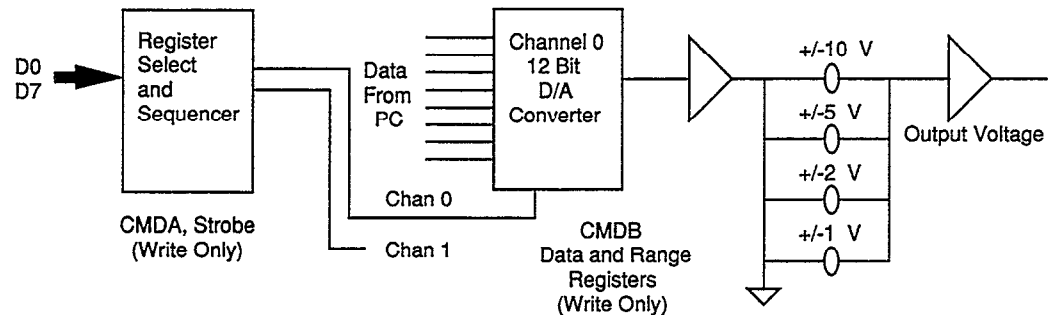 D0
D7
Register
Select
and
Sequencer
CMDA, Strobe
(Write Only)
Data
From
PC
Chan 0
Chan 1
Channel 0
12 Bit
D/A
Converter
CMDB
Data and Range
Registers
(Write Only)
+/-10 V
+/-5 V
+/-2 V
+/-1 V
Output Voltage